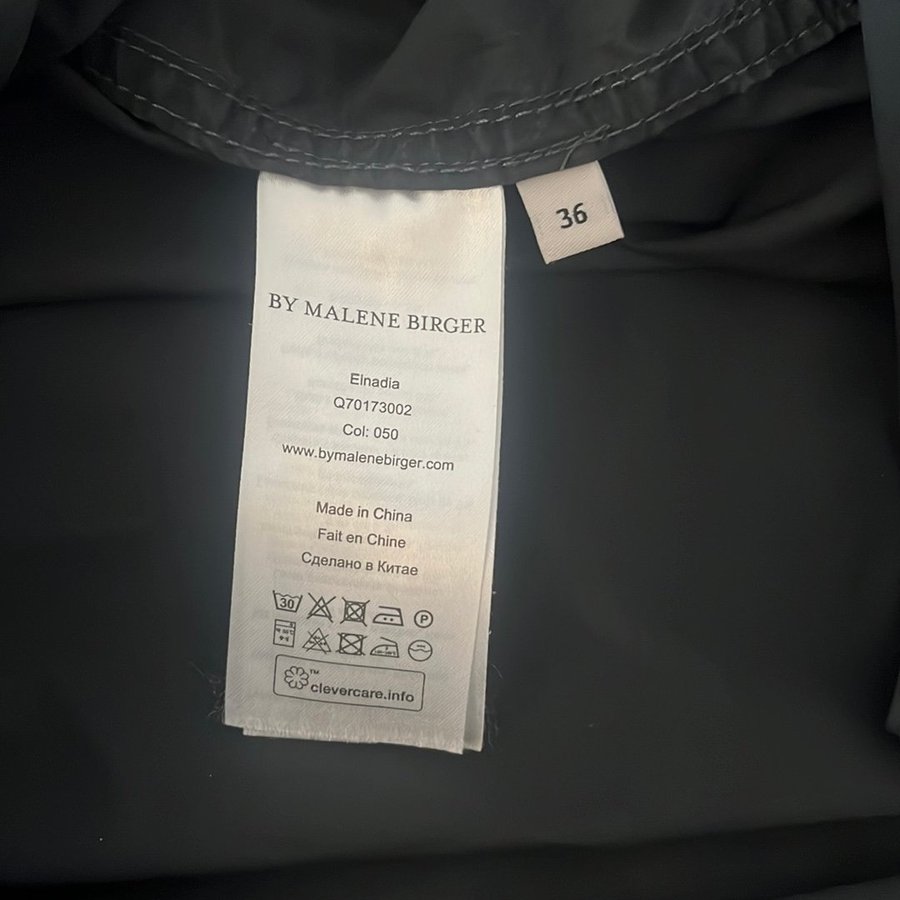 36
BY MALENE BIRGER
Elnadia
Q70173002
Col: 050
www.bymalenebirger.com
Made in China
Fait en Chine
Сделано в Китае
30
P
™
clevercare.info